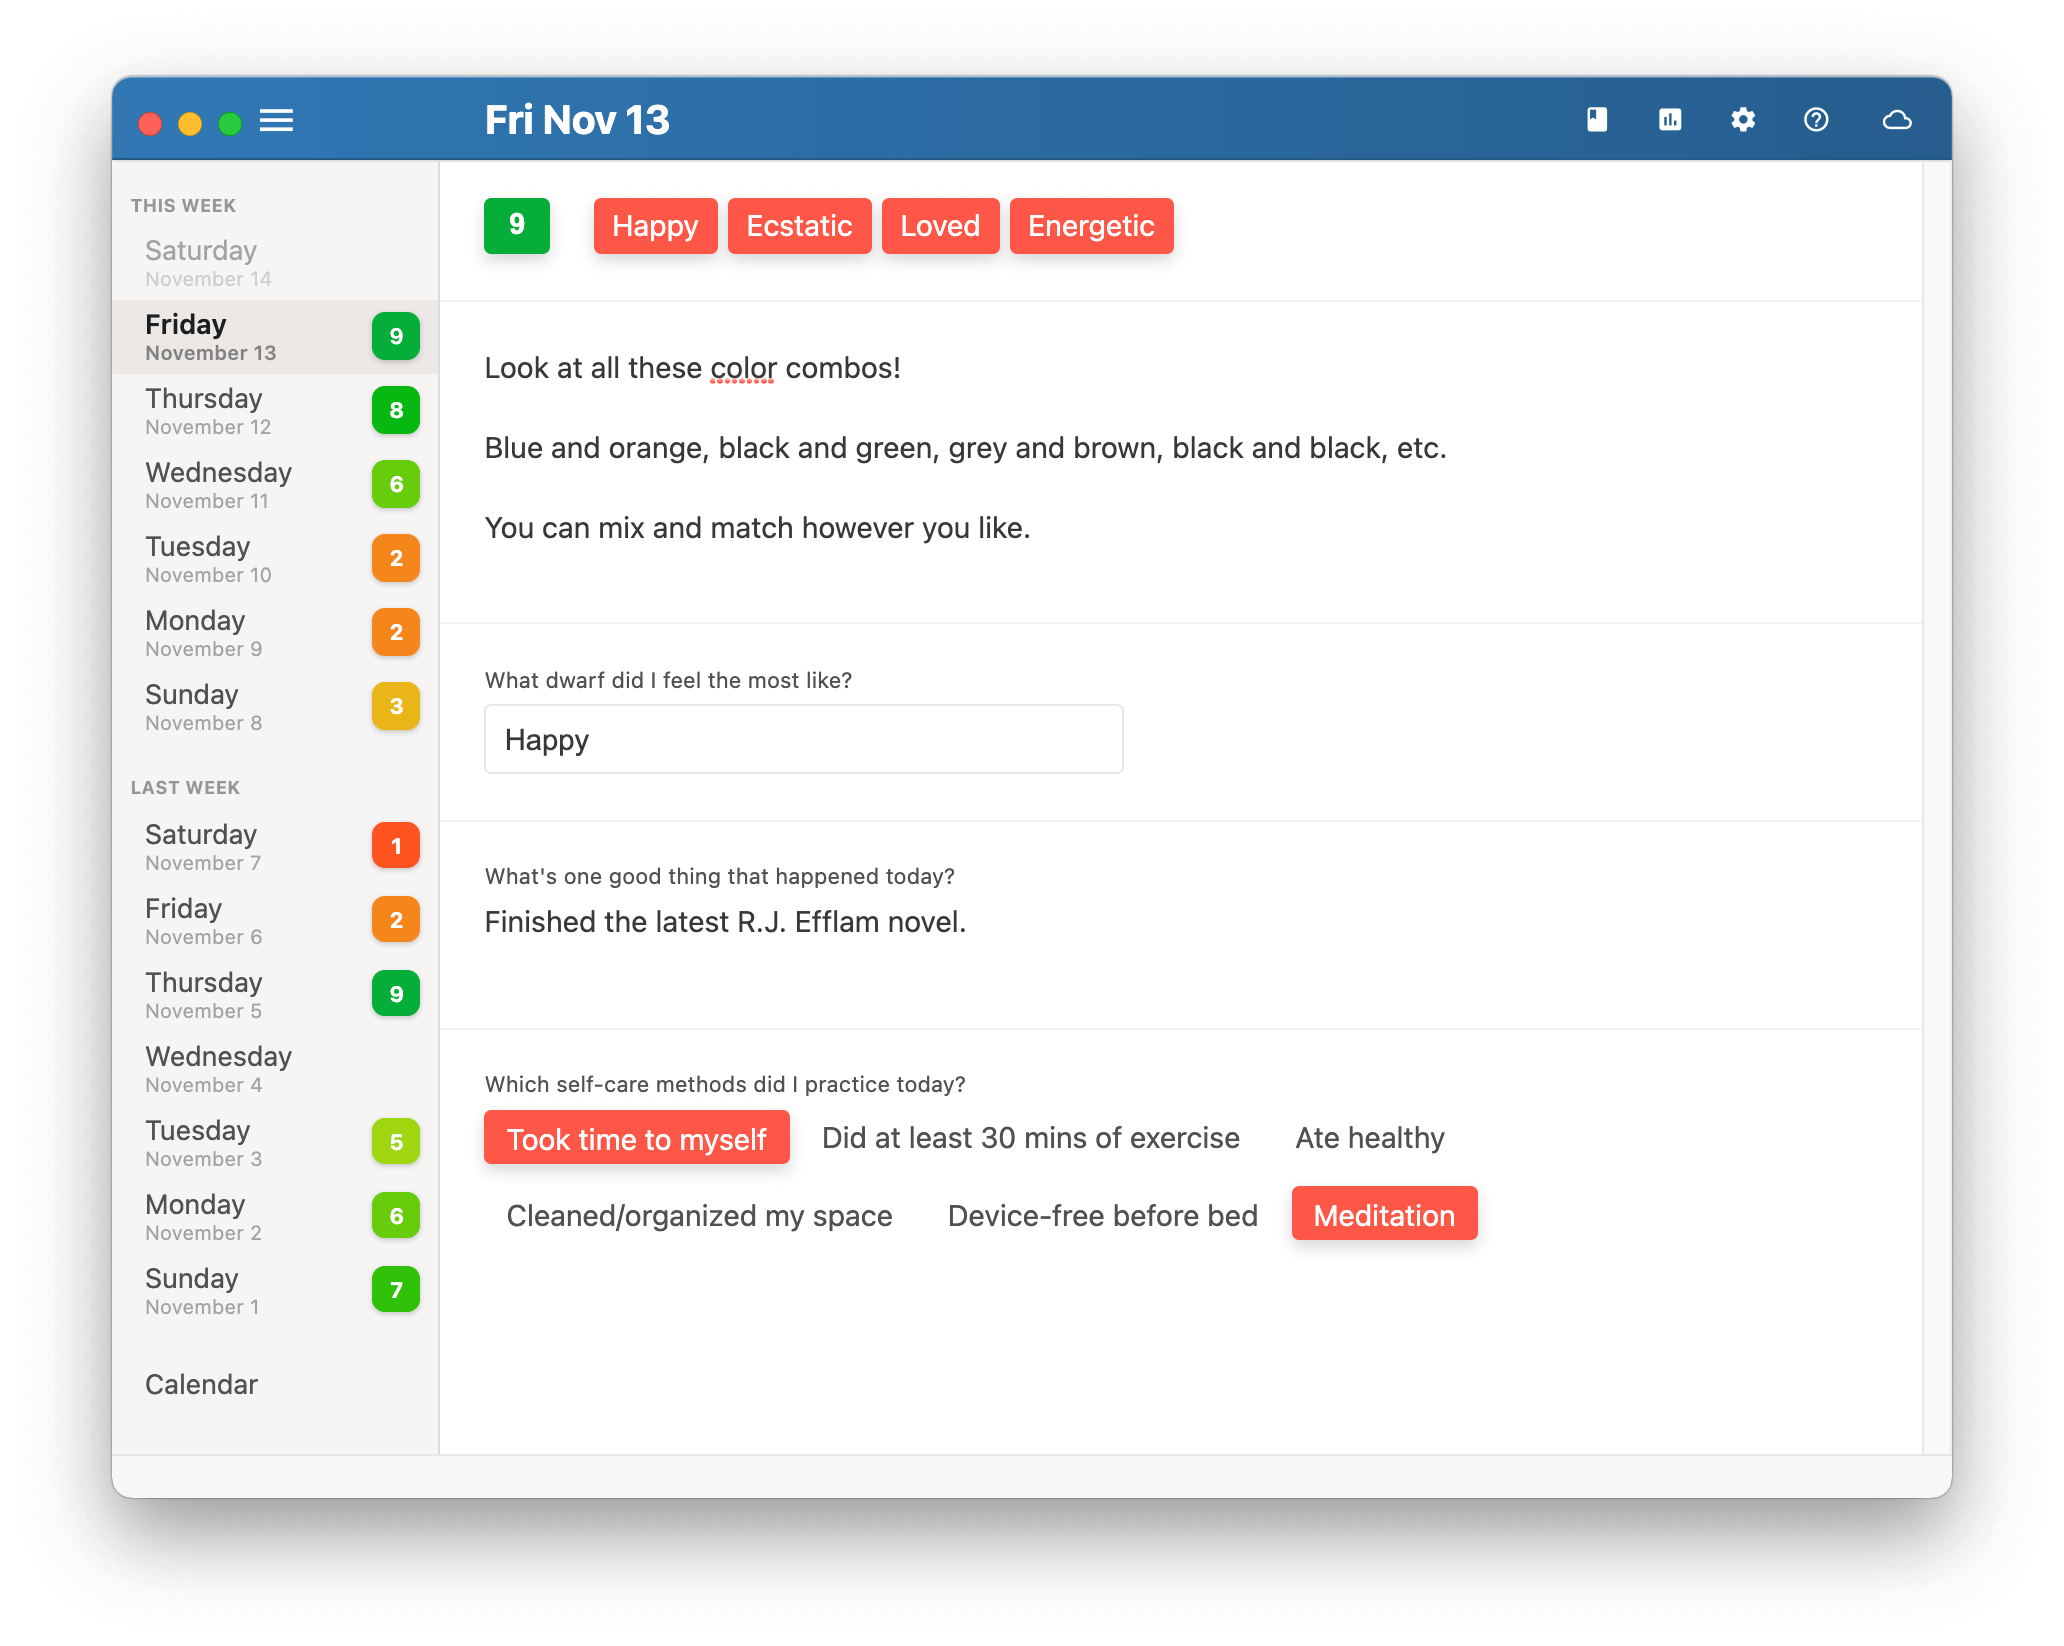 Fri Nov 13
THIS WEEK
Saturday
November 14
Friday
November 13
9
Thursday
November 12
8
Wednesday
November 11
6
Tuesday
November 10
2
Monday
November 9
2
Sunday
November 8
3
LAST WEEK
Saturday
November 7
1
Friday
November 6
2
Thursday
November 5
9
Wednesday
November 4
Tuesday
November 3
5
Monday
November 2
6
Sunday
November 1
7
Calendar
9 Happy Ecstatic Loved Energetic
Look at all these color combos!
Blue and orange, black and green, grey and brown, black and black, etc.
You can mix and match however you like.
What dwarf did I feel the most like?
Happy
What's one good thing that happened today?
Finished the latest R.J. Efflam novel.
Which self-care methods did I practice today?
Took time to myself Did at least 30 mins of exercise Ate healthy
Cleaned/organized my space Device-free before bed Meditation